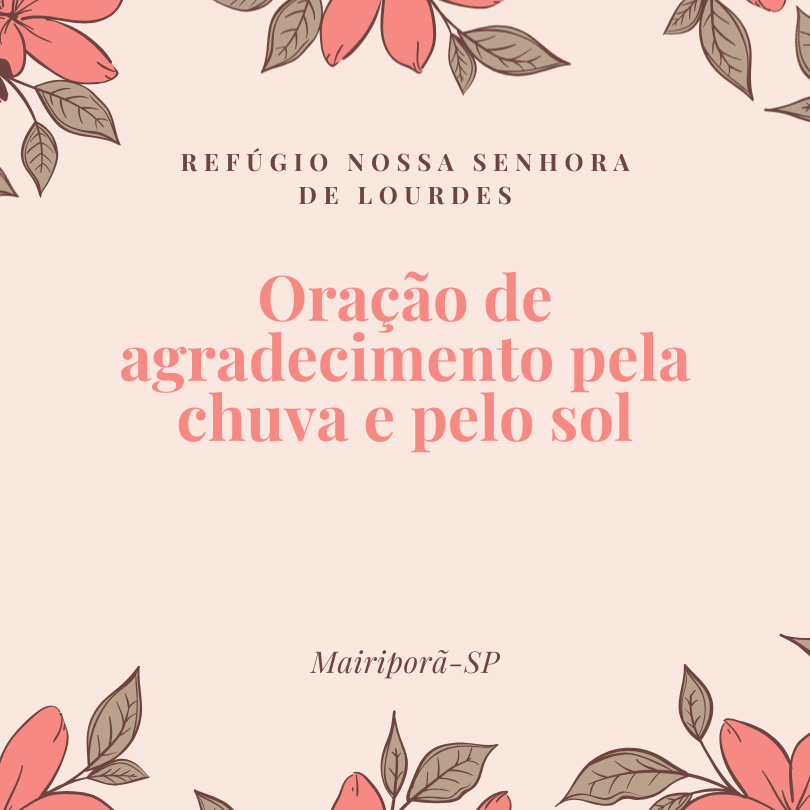 REFÚGIO NOSSA SENHORA
DE LOURDES
Oração de
agradecimento pela
chuva e pelo sol
Mairiporã-SP